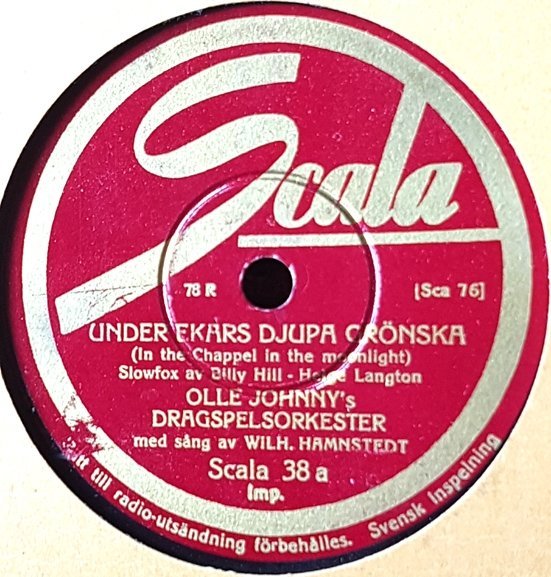 Scala
78 R
[Sca 76]
UNDER EKARS DJUPA GRÖNSKA
(In the Chappel in the moonlight)
Slowfox av Billy Hill - Helge Langton
OLLE JOHNNY's
DRAGSPELSORKESTER
med sång av WILH. HAMNSTEDT
Scala 38 a
Imp.
till radio-utsändning förbehålles. Svensk Inspelning